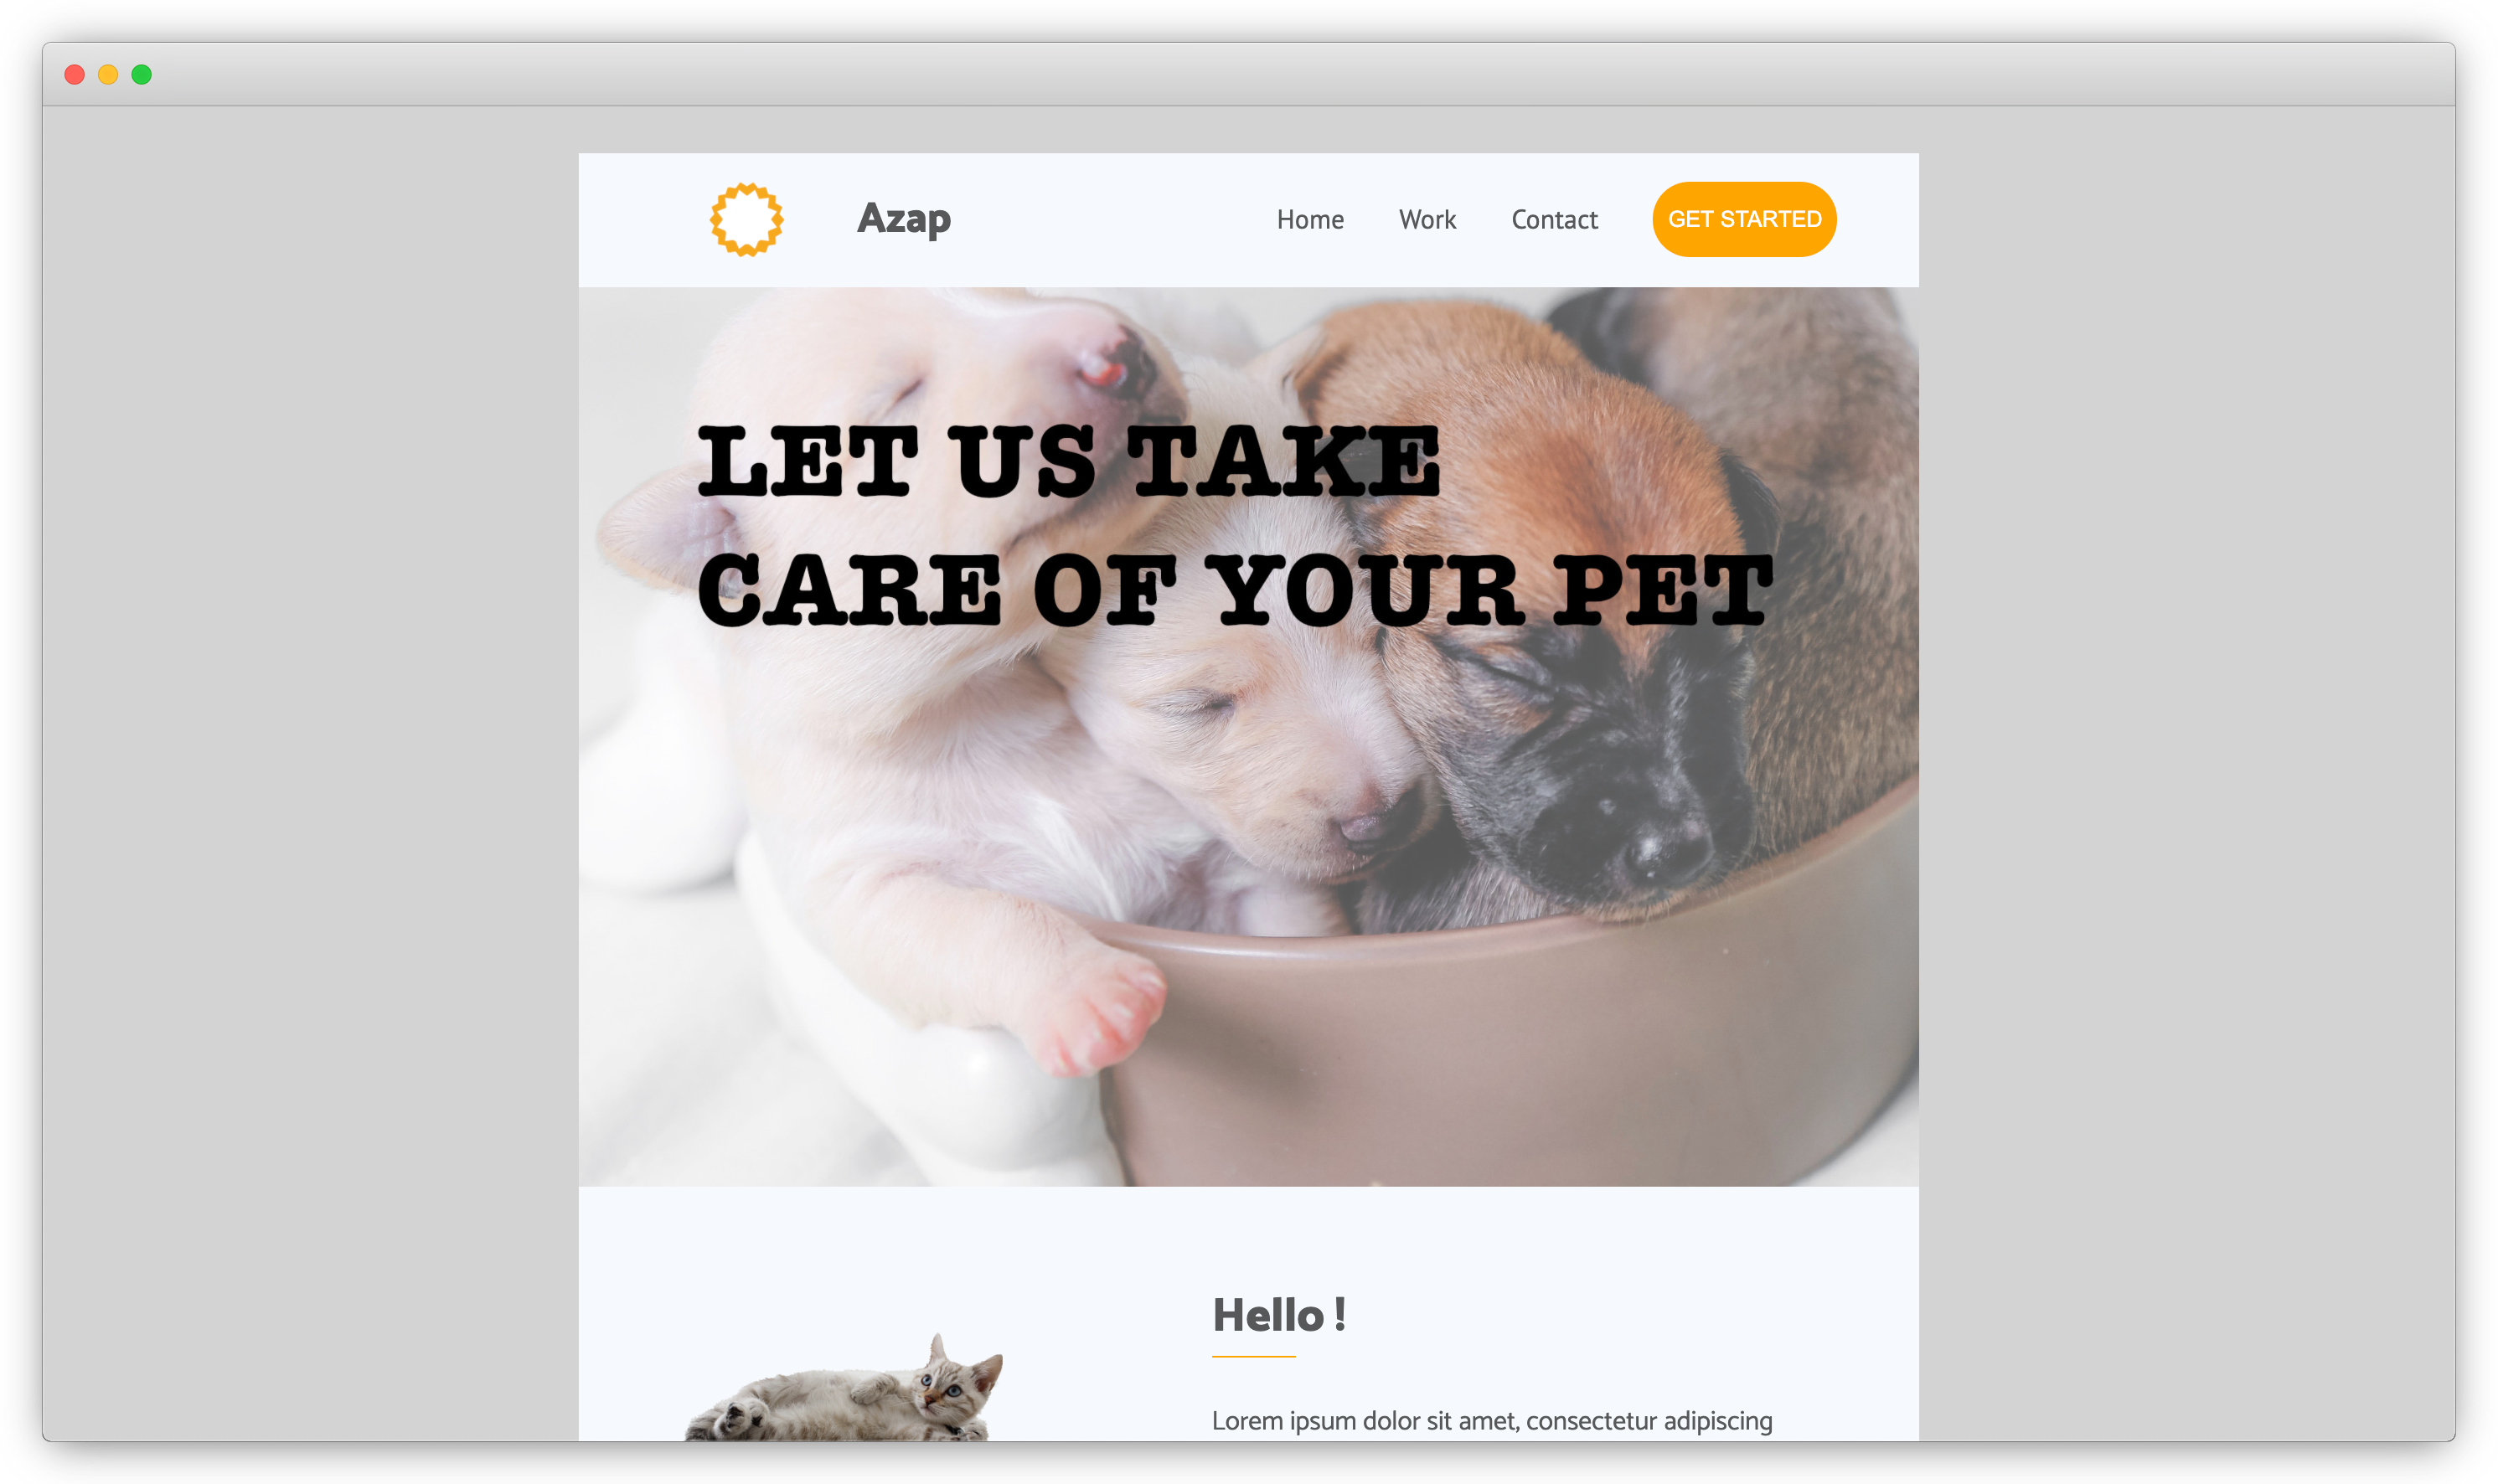 Azap
Home Work Contact GET STARTED
LET US TAKE
CARE OF YOUR PET
Hello !
Lorem ipsum dolor sit amet, consectetur adipiscing